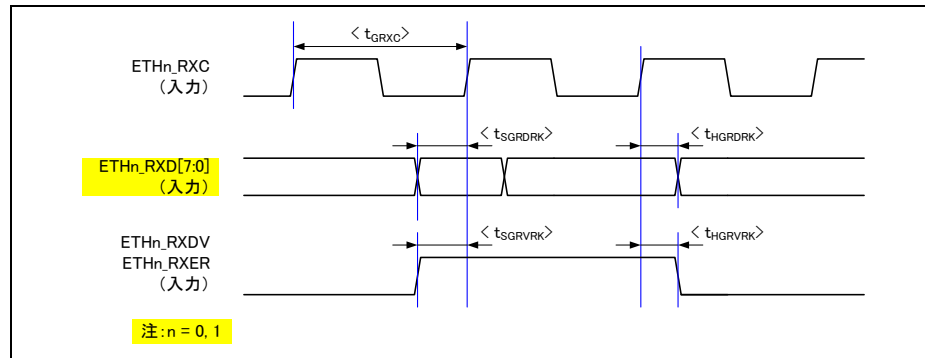 < tGRXC>
ETHn_RXC
（入力）
< tSGRDRK>
< tHGRDRK>
ETHn_RXD[7:0]
（入力）
< tSGRVRK>
< tHGRVRK>
ETHn_RXDV
ETHn_RXER
（入力）
注:n = 0, 1